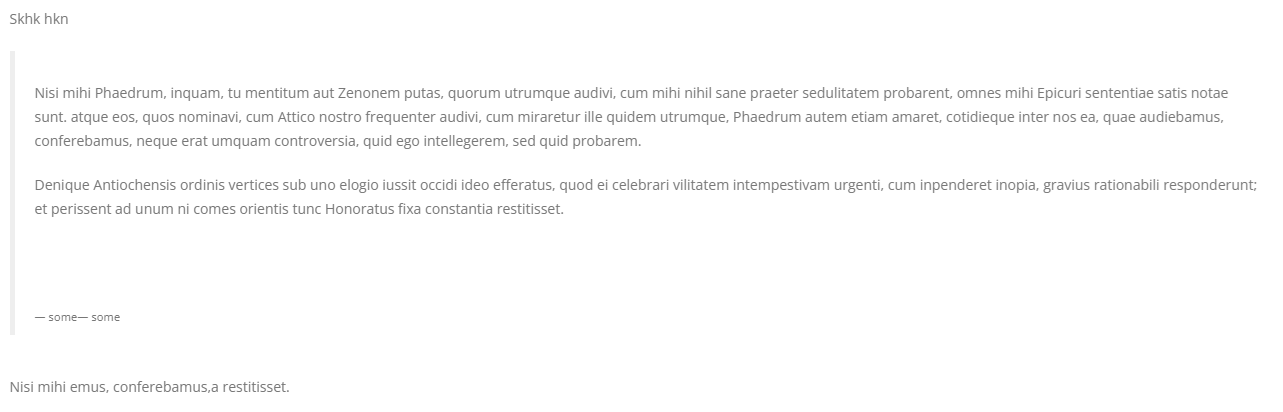 Skhk hkn
Nisi mihi Phaedrum, inquam, tu mentitum aut Zenonem putas, quorum utrumque audivi, cum mihi nihil sane praeter sedulitatem probarent, omnes mihi Epicuri sententiae satis notae
sunt. atque eos, quos nominavi, cum Attico nostro frequenter audivi, cum miraretur ille quidem utrumque, Phaedrum autem etiam amaret, cotidieque inter nos ea, quae audiebamus,
conferebamus, neque erat umquam controversia, quid ego intellegerem, sed quid probarem.
Denique Antiochensis ordinis vertices sub uno elogio iussit occidi ideo efferatus, quod ei celebrari vilitatem intempestivam urgenti, cum inpenderet inopia, gravius rationabili responderunt;
et perissent ad unum ni comes orientis tunc Honoratus fixa constantia restitisset.
— some— some
Nisi mihi emus, conferebamus,a restitisset.